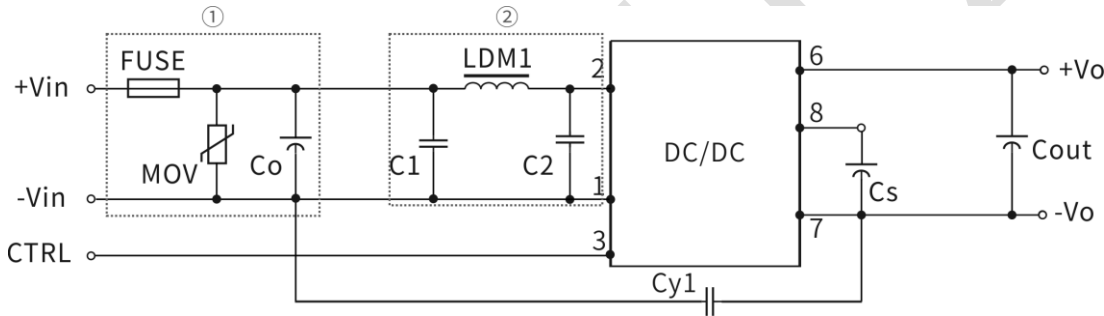 ① ②
FUSE LDM1
+Vin 2 6 +Vo
8
MOV Co C1 C2 DC/DC Cout
-Vin 1 Cs -Vo
7
CTRL 3
Cy1